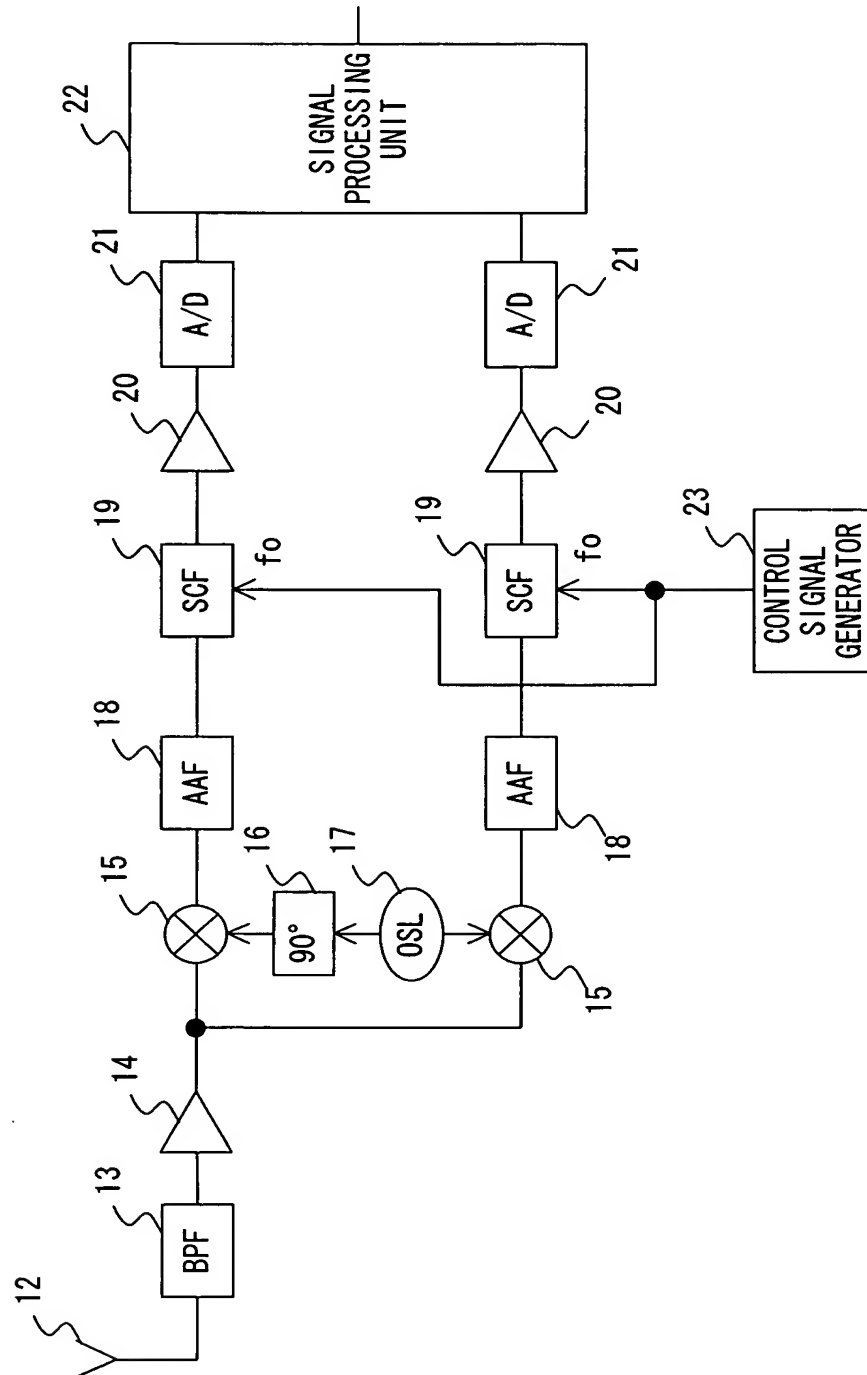 12
13
BPF
14
15
16
90°
17
OSL
15
18
AAF
18
AAF
19
SCF
fo
19
SCF
fo
20
20
21
A/D
21
A/D
22
SIGNAL
PROCESSING
UNIT
23
CONTROL
SIGNAL
GENERATOR